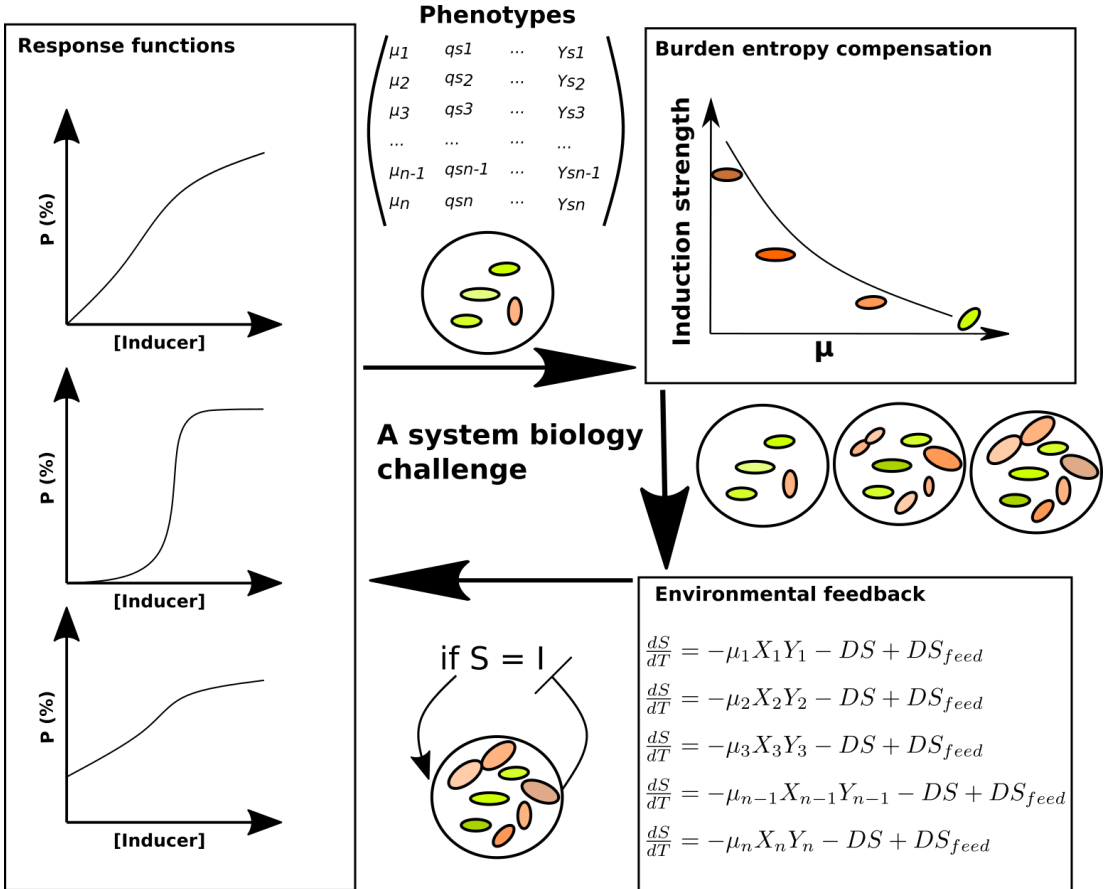 Response functions
P (%)
[Inducer]
P (%)
[Inducer]
P (%)
[Inducer]
Phenotypes
μ1 qs1 ... Ys1
μ2 qs2 ... Ys2
μ3 qs3 ... Ys3
... ... ... ...
μn-1 qsn-1 ... Ysn-1
μn qsn ... Ysn
Burden entropy compensation
Induction strength
μ
A system biology
challenge
if S = I
Environmental feedback
dS/dT = −μ1X1Y1 − DS + DSfeed
dS/dT = −μ2X2Y2 − DS + DSfeed
dS/dT = −μ3X3Y3 − DS + DSfeed
dS/dT = −μn−1Xn−1Yn−1 − DS + DSfeed
dS/dT = −μnXnYn − DS + DSfeed